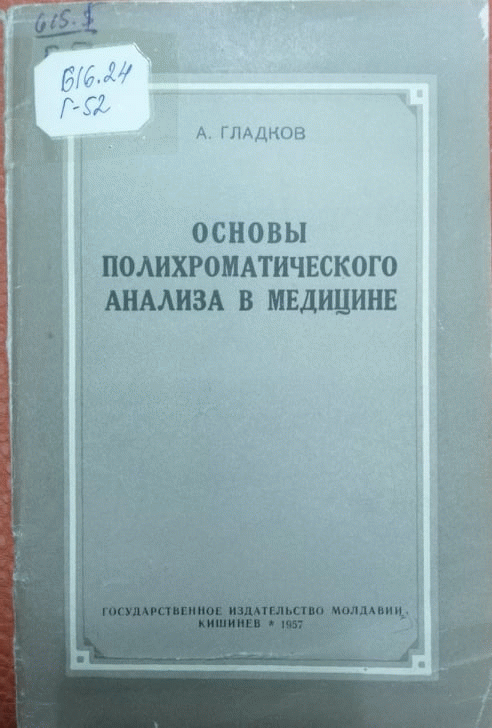 615.
616.24
Г-52
А. ГЛАДКОВ
ОСНОВЫ
ПОЛИХРОМАТИЧЕСКОГО
АНАЛИЗА В МЕДИЦИНЕ
ГОСУДАРСТВЕННОЕ ИЗДАТЕЛЬСТВО МОЛДАВИИ
КИШИНЕВ * 1957